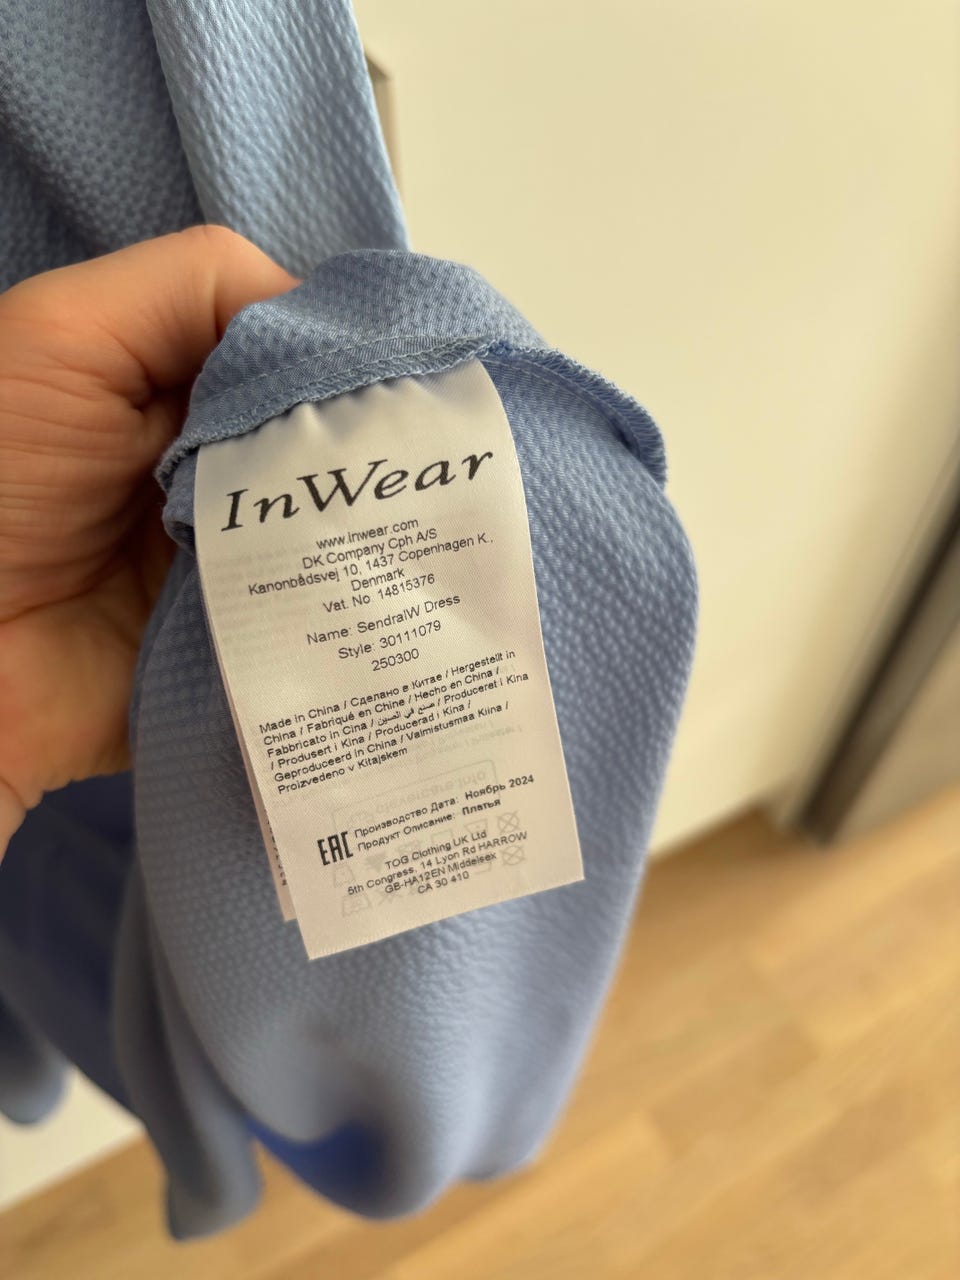 InWear
www.inwear.com
DK Company Cph A/S
Kanonbådsvej 10, 1437 Copenhagen K.,
Denmark
Vat. No. 14815376
Name: SendraIW Dress
Style: 30111079
250300
Made in China / Сделано в Китае / Hergestellt in
China / Fabriqué en Chine / Hecho en China /
Fabbricato in Cina / صنع في الصين / Produceret i Kina
/ Produsert i Kina / Producerad i Kina /
Geproduceerd in China / Valmistusmaa Kiina /
Proizvedeno v Kitajskem
EAC
Производство Дата: Ноябрь 2024
Продукт Описание: Платья
TOG Clothing UK Ltd
5th Congress, 14 Lyon Rd HARROW
GB-HA12EN Middelsex
CA 30 410